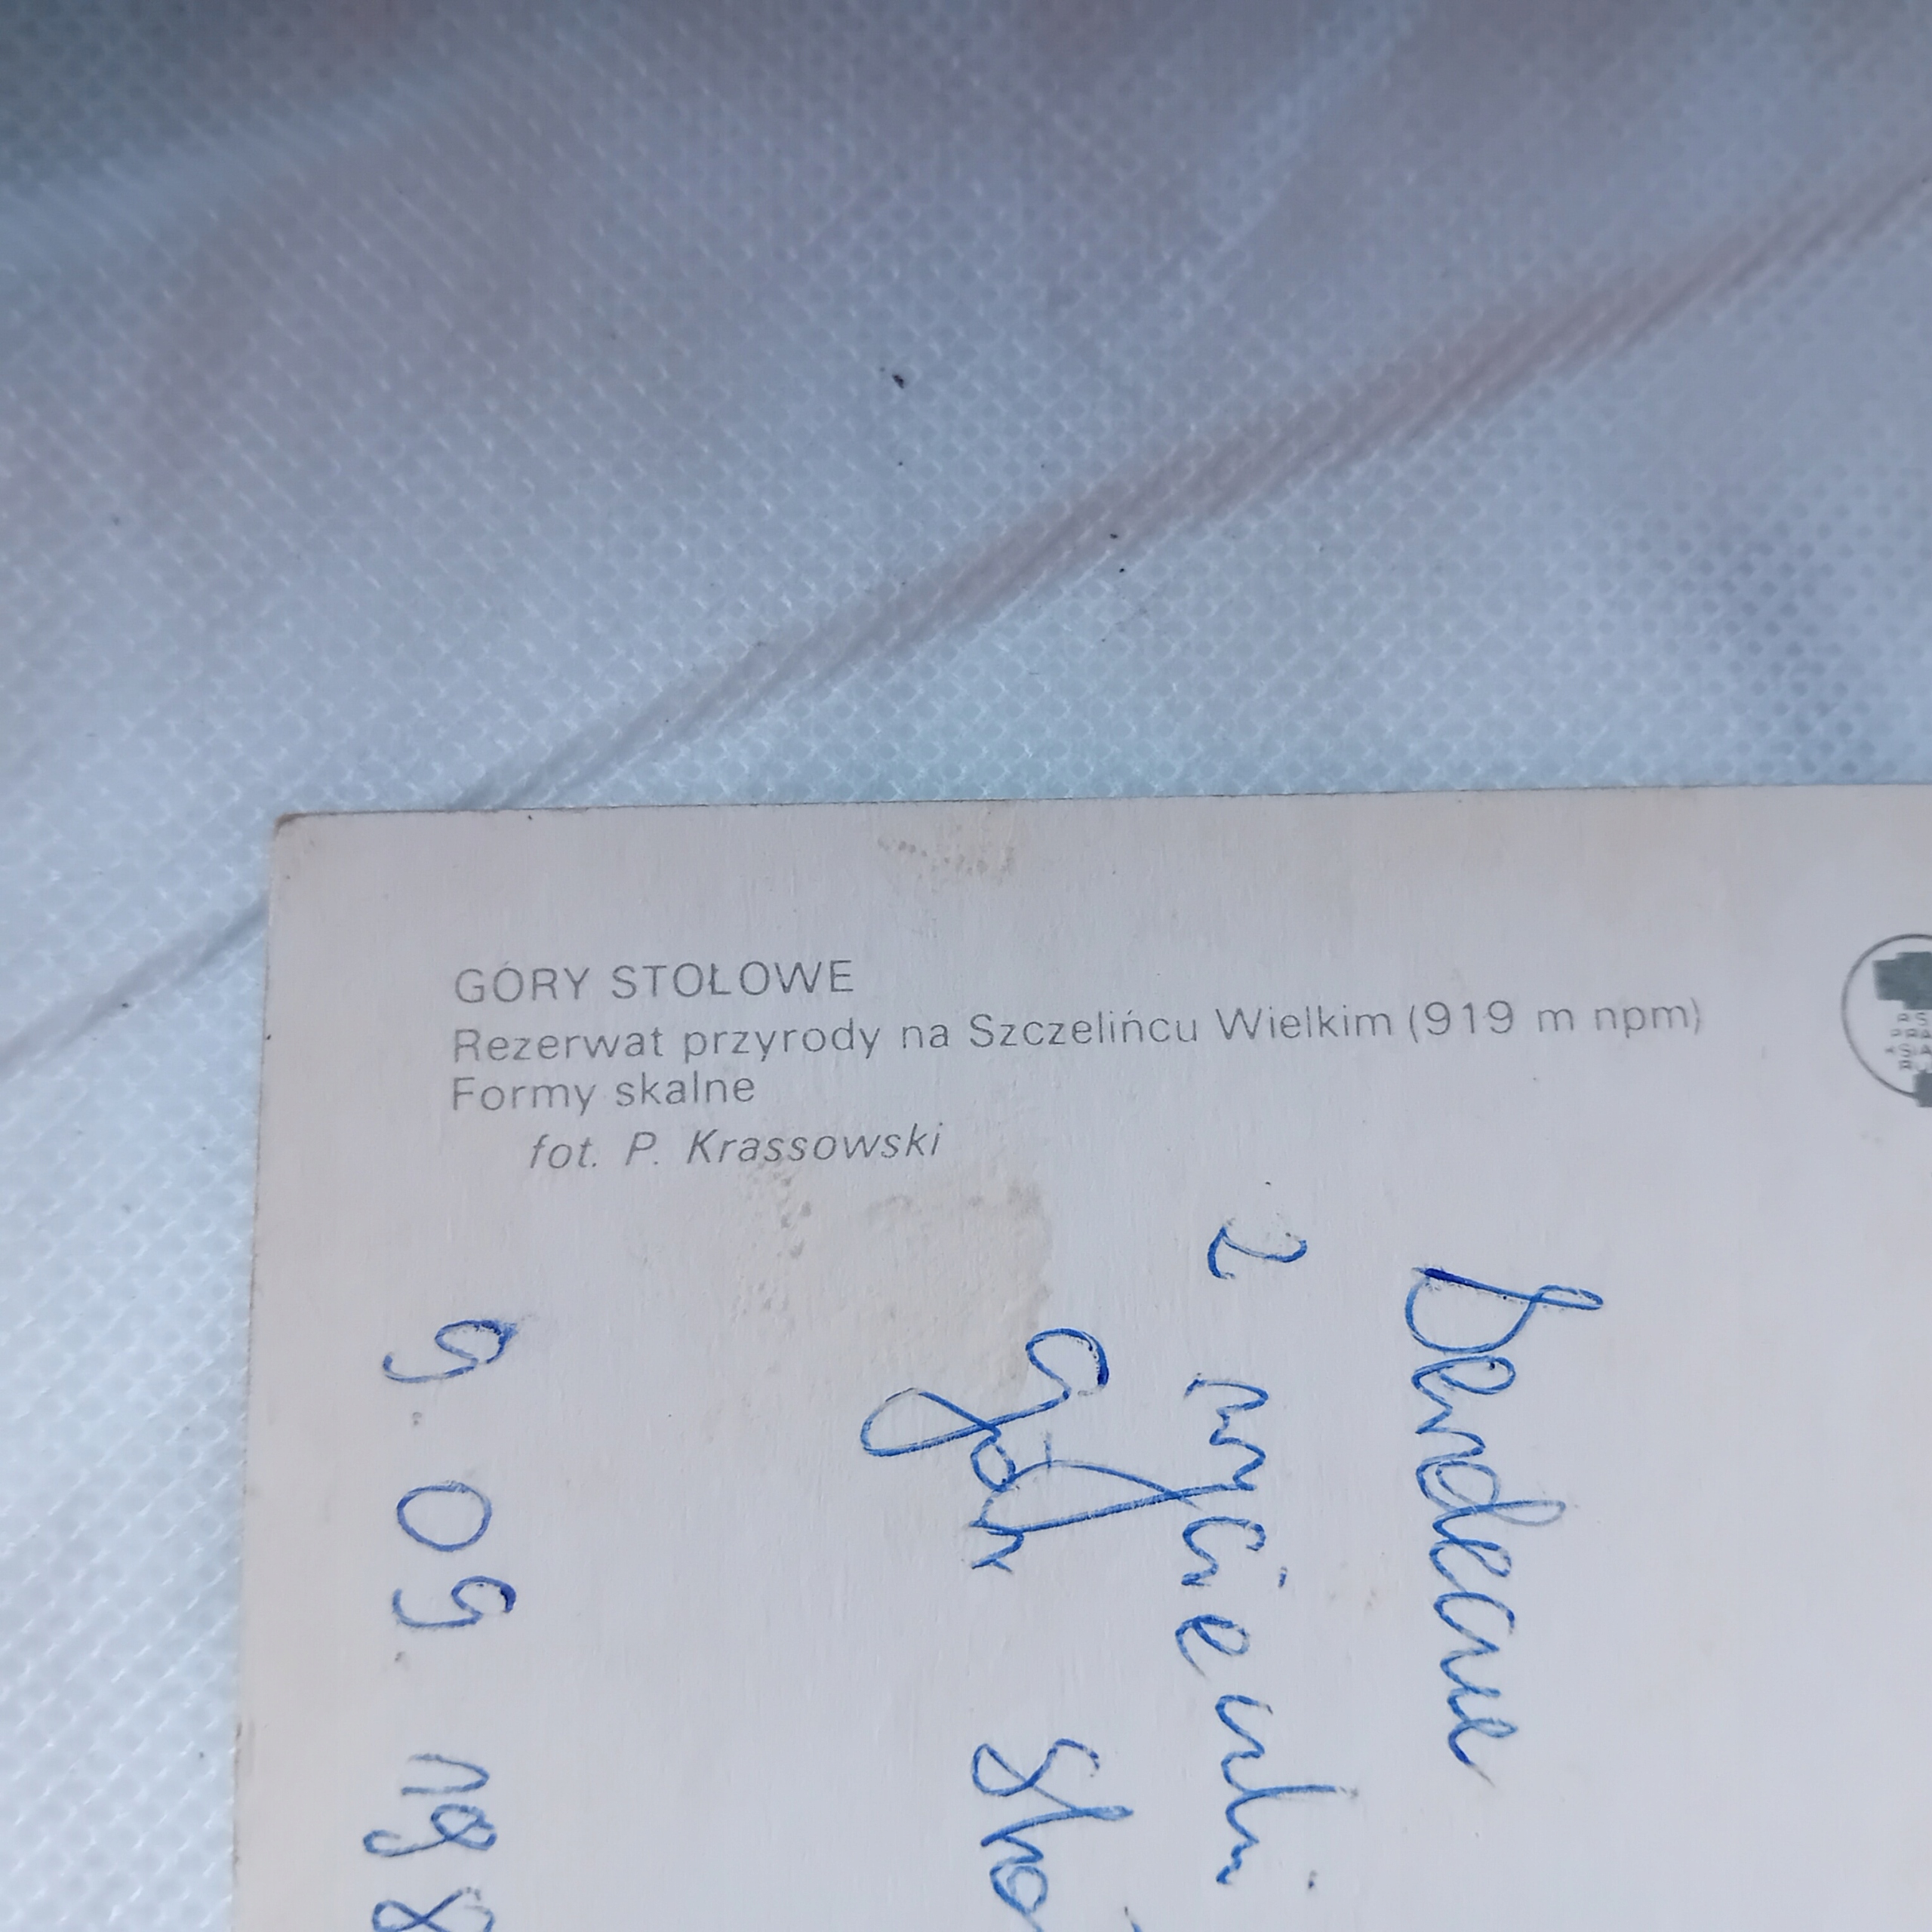 GÓRY STOŁOWE
Rezerwat przyrody na Szczelińcu Wielkim (919 m npm)
Formy skalne
fot. P. Krassowski
Serdeczne
z wycieczki
Gór Sto
9. 09. 198